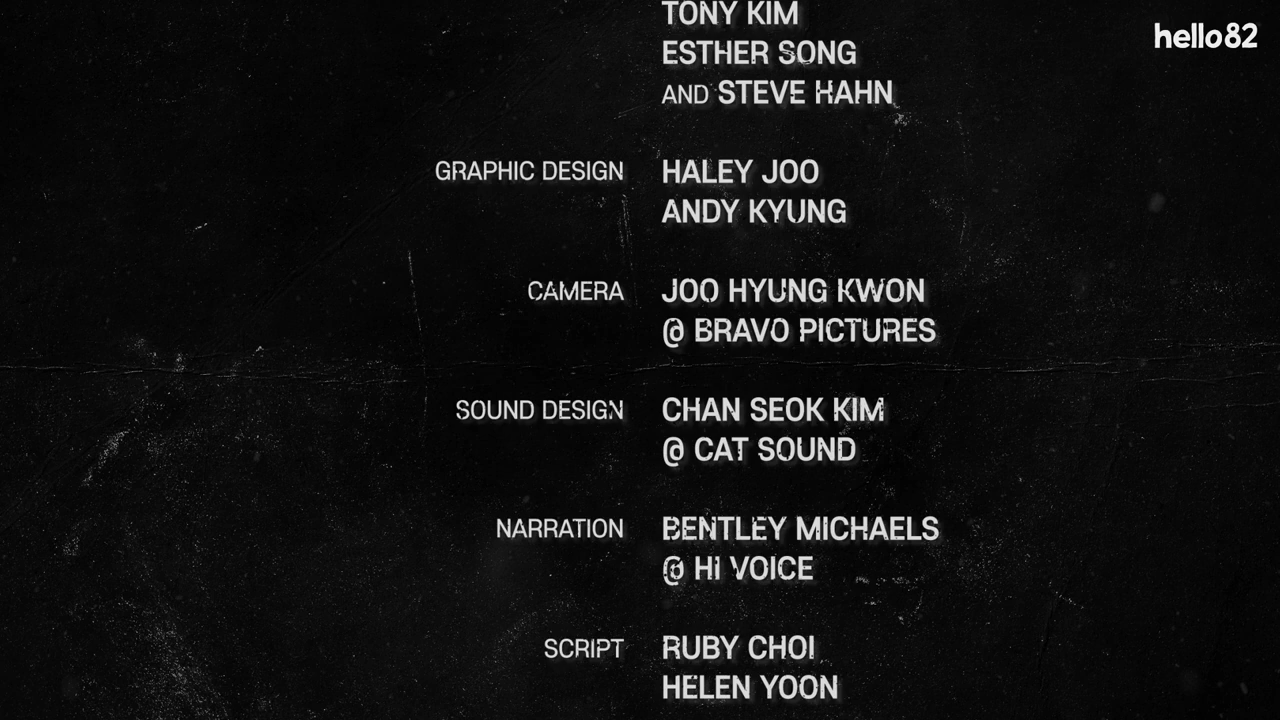 TONY KIM
hello82
ESTHER SONG
AND STEVE HAHN
GRAPHIC DESIGN HALEY JOO
ANDY KYUNG
CAMERA JOO HYUNG KWON
@ BRAVO PICTURES
SOUND DESIGN CHAN SEOK KIM
@ CAT SOUND
NARRATION BENTLEY MICHAELS
@ HI VOICE
SCRIPT RUBY CHOI
HELEN YOON